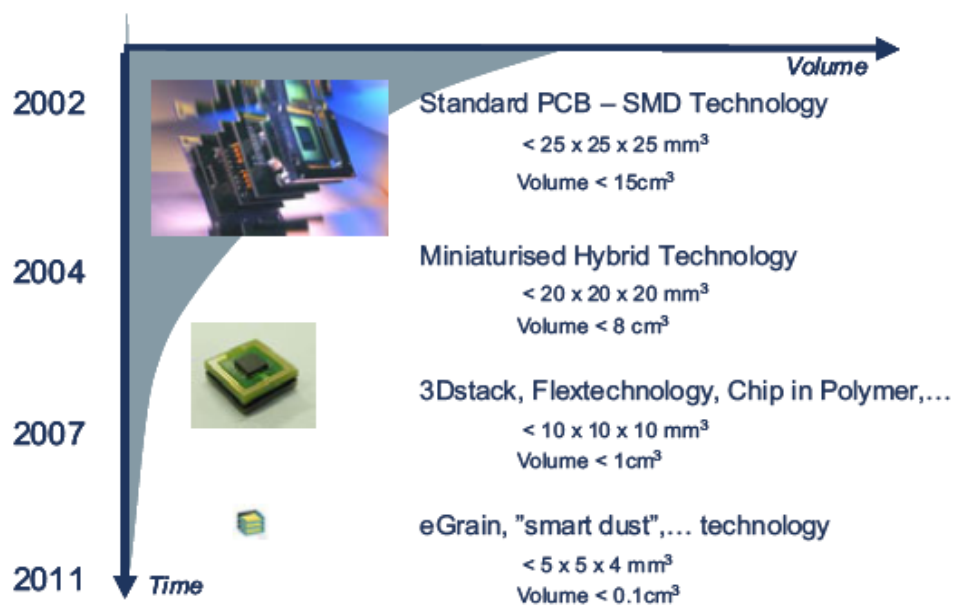 Volume
2002
Standard PCB – SMD Technology
< 25 x 25 x 25 mm³
Volume < 15cm³
2004
Miniaturised Hybrid Technology
< 20 x 20 x 20 mm³
Volume < 8 cm³
2007
3Dstack, Flextechnology, Chip in Polymer,...
< 10 x 10 x 10 mm³
Volume < 1cm³
eGrain, ”smart dust”,... technology
< 5 x 5 x 4 mm³
2011
Time
Volume < 0.1cm³